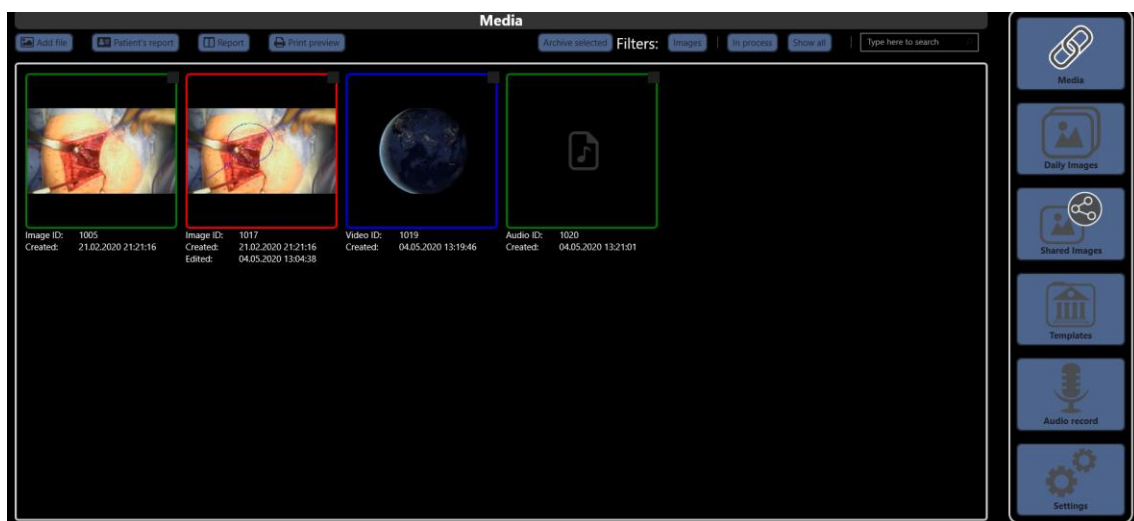 Media
Add file
Patient's report
Report
Print preview
Archive selected
Filters:
Images
In process
Show all
Type here to search
Image ID: 1005
Created: 21.02.2020 21:21:16
Image ID: 1017
Created: 21.02.2020 21:21:16
Edited: 04.05.2020 13:04:38
Video ID: 1019
Created: 04.05.2020 13:19:46
Audio ID: 1020
Created: 04.05.2020 13:21:01
Media
Daily Images
Shared Images
Templates
Audio record
Settings